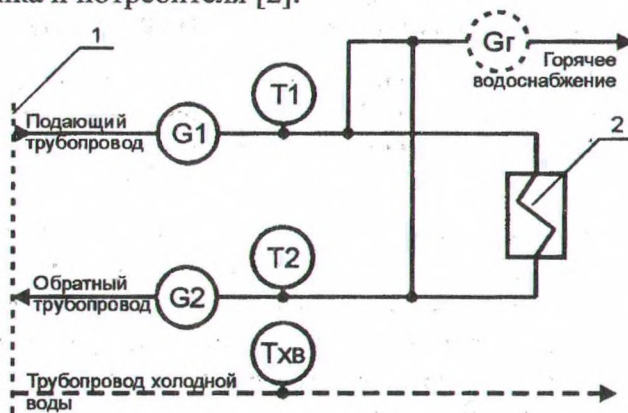 ка и потребителя [2].
1
Gг
Горячее
водоснабжение
T1
Подающий
трубопровод
G1
2
T2
Обратный
трубопровод
G2
Tхв
Трубопровод холодной
воды